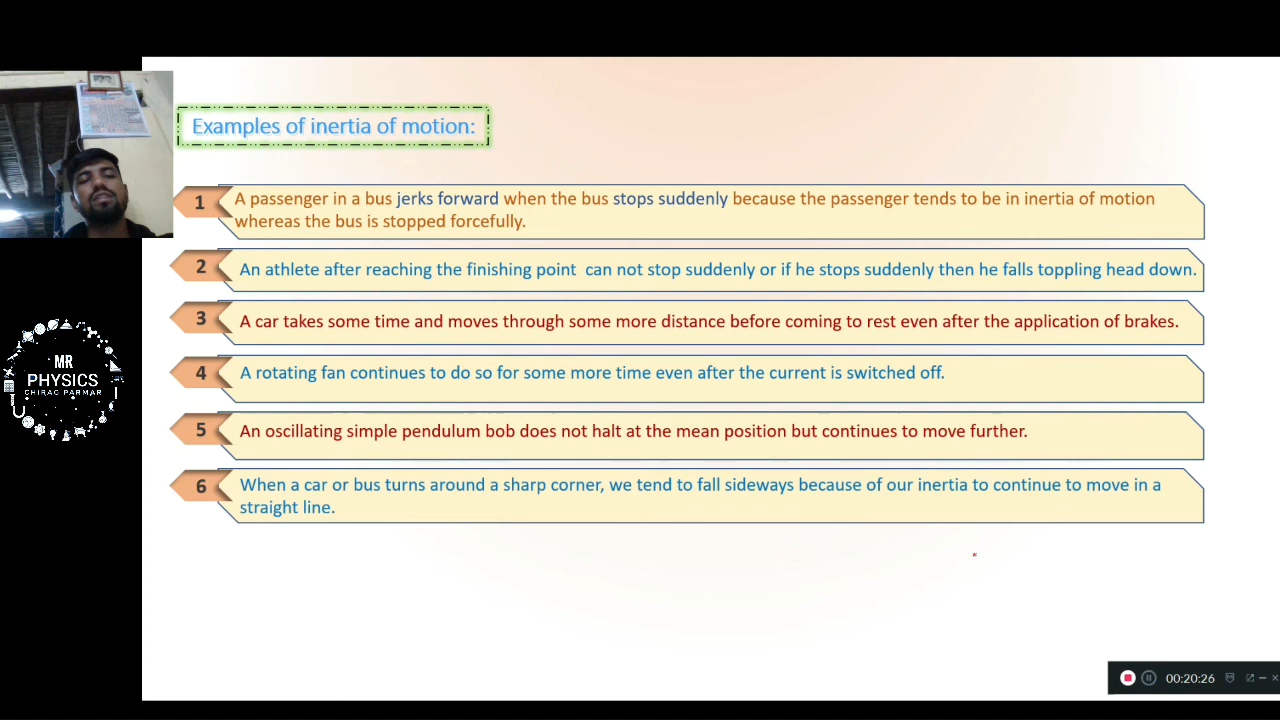 Examples of inertia of motion:
1
A passenger in a bus jerks forward when the bus stops suddenly because the passenger tends to be in inertia of motion
whereas the bus is stopped forcefully.
2
An athlete after reaching the finishing point can not stop suddenly or if he stops suddenly then he falls toppling head down.
3
A car takes some time and moves through some more distance before coming to rest even after the application of brakes.
4
A rotating fan continues to do so for some more time even after the current is switched off.
5
An oscillating simple pendulum bob does not halt at the mean position but continues to move further.
6
When a car or bus turns around a sharp corner, we tend to fall sideways because of our inertia to continue to move in a
straight line.
MR
PHYSICS
CHIRAG PARMAR
00:20:26